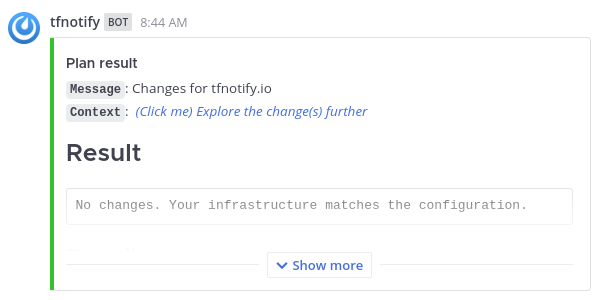 tfnotify BOT 8:44 AM
Plan result
Message: Changes for tfnotify.io
Context: (Click me) Explore the change(s) further
Result
No changes. Your infrastructure matches the configuration.
Show more